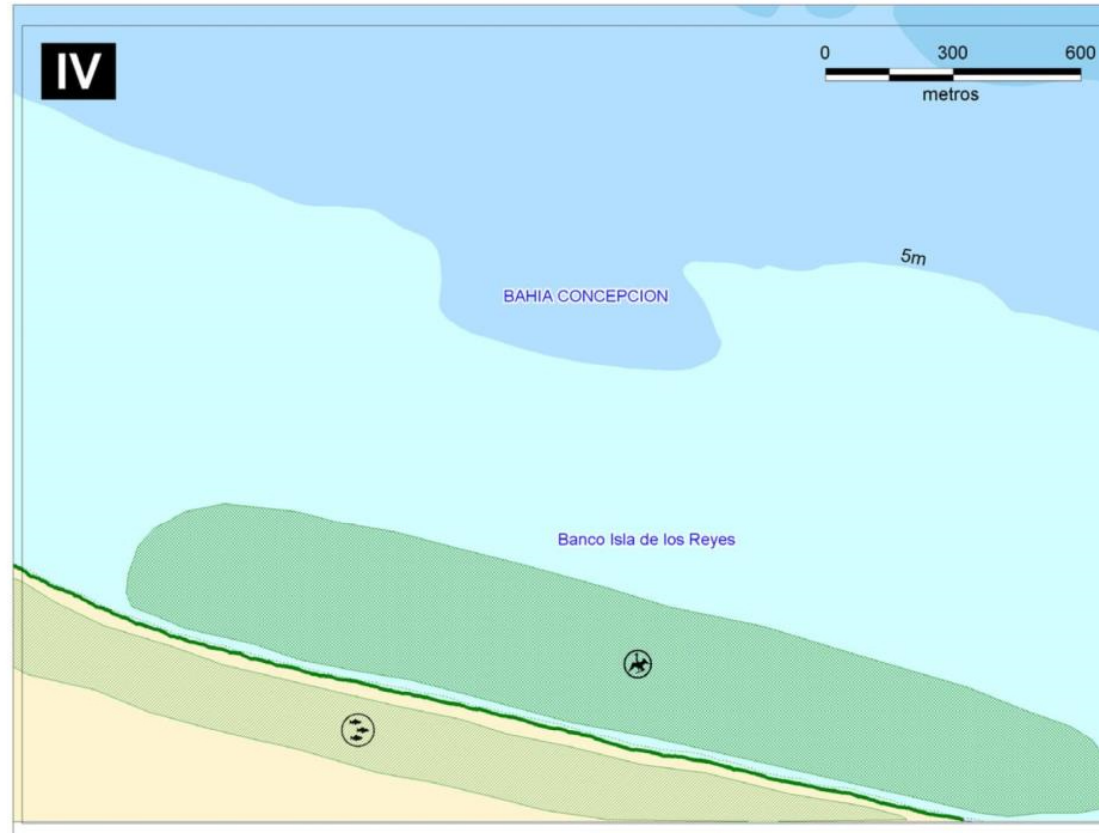 IV
0 300 600
metros
5m
BAHIA CONCEPCION
Banco Isla de los Reyes